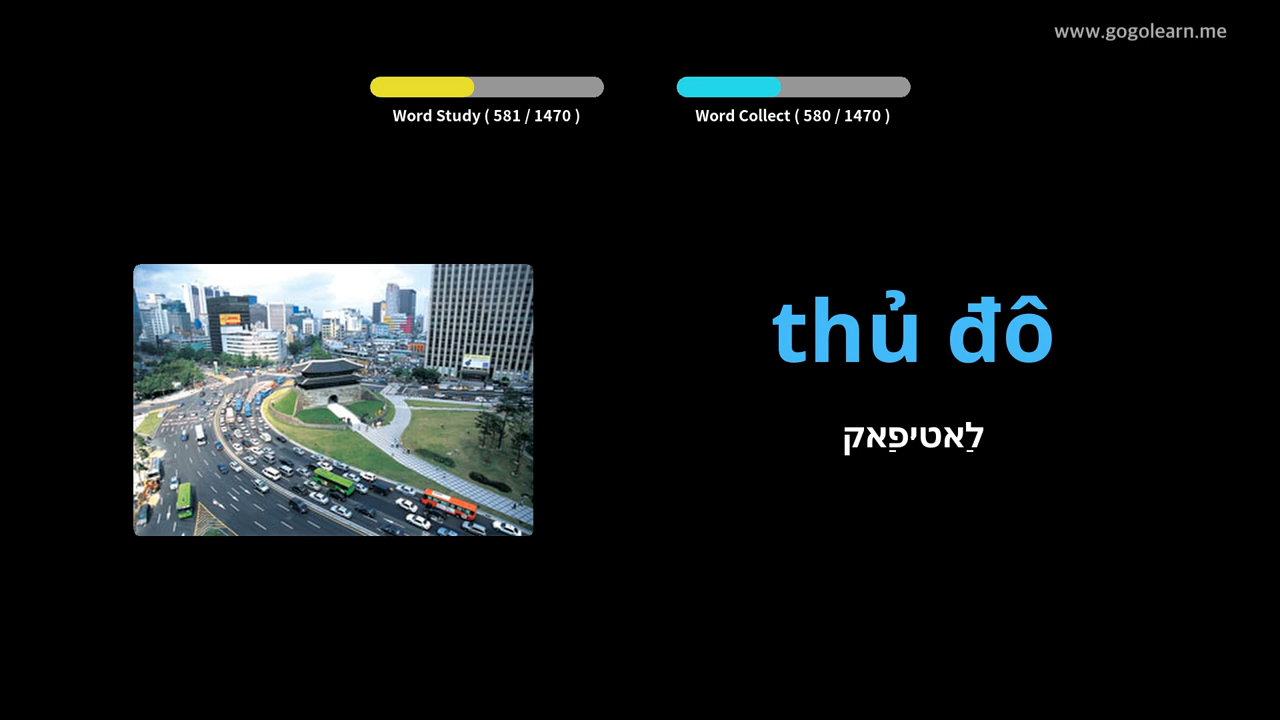 www.gogolearn.me
Word Study ( 581 / 1470 )
Word Collect ( 580 / 1470 )
thủ đô
לַאטיפַאק